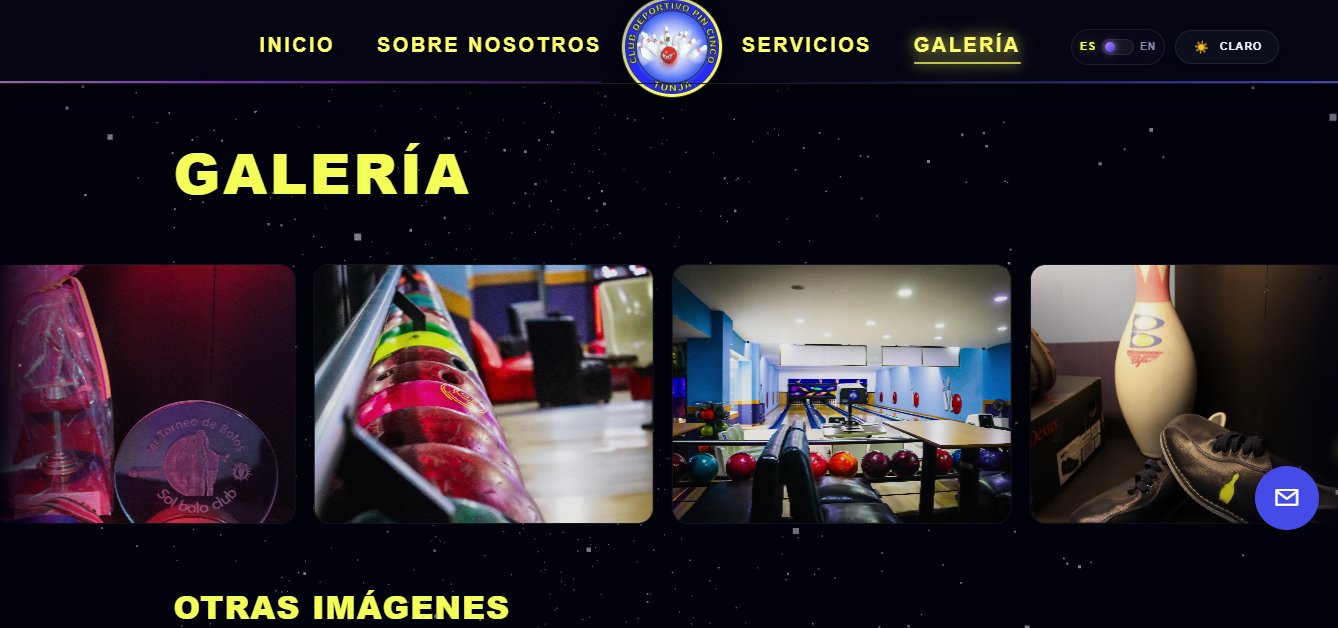 INICIO
SOBRE NOSOTROS
CLUB DEPORTIVO PIN CINCO
TUNJA
SERVICIOS
GALERÍA
ES
EN
CLARO
GALERÍA
Torneo de Bolos
Sol bolo club
Dexter
OTRAS IMÁGENES